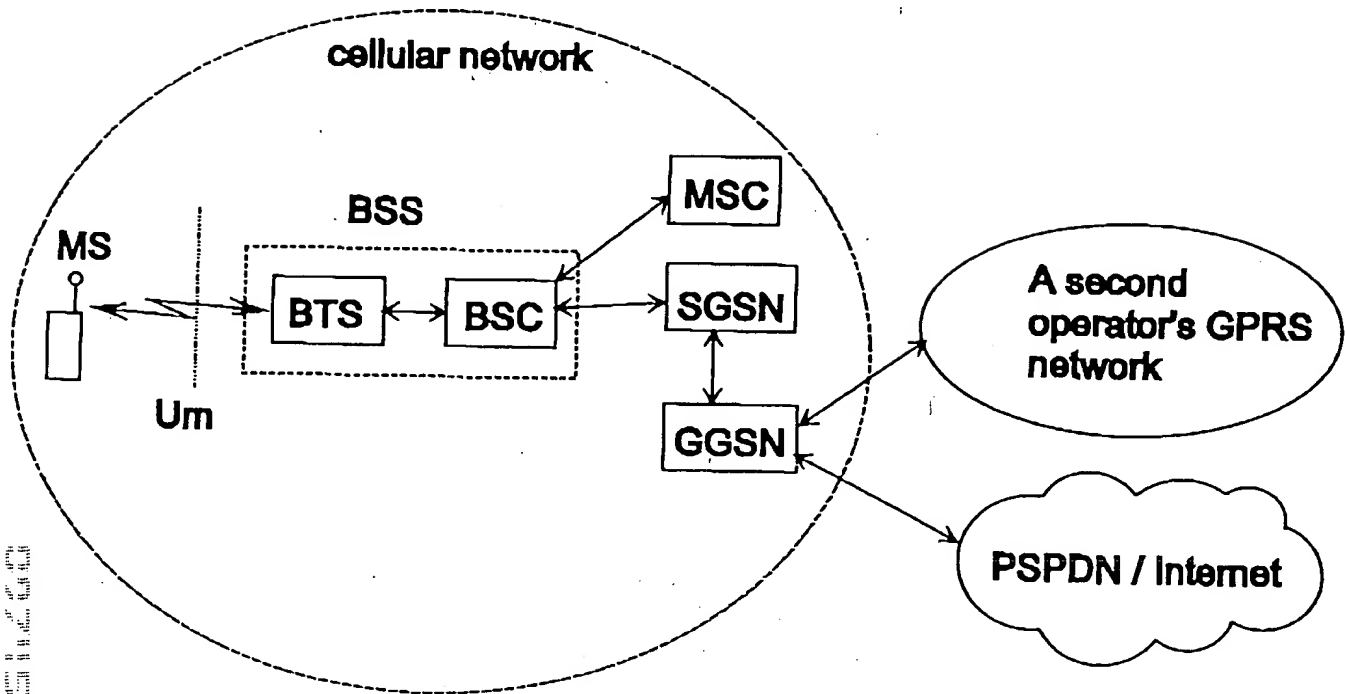 cellular network
MSC
BSS
MS
BTS
BSC
SGSN
Um
GGSN
A second
operator's GPRS
network
PSPDN / Internet